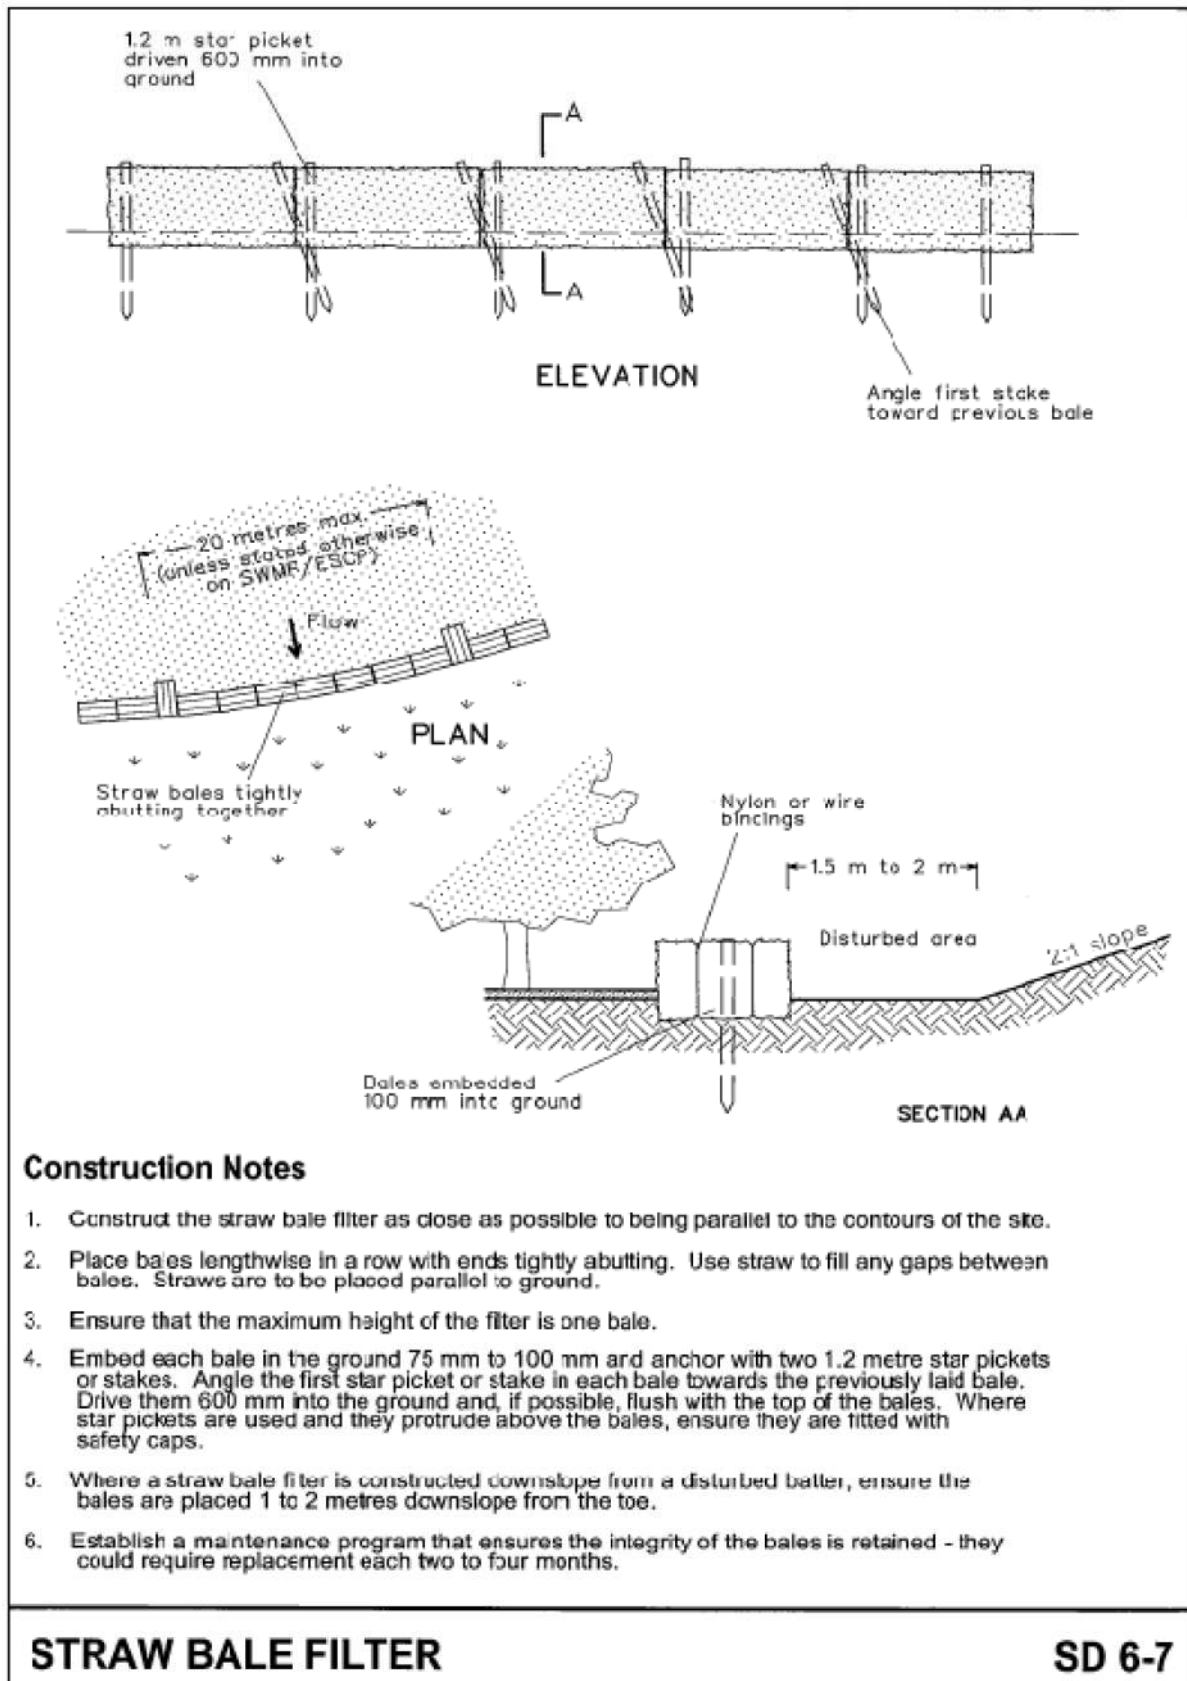 1.2 m star picket
driven 600 mm into
ground
A
A
ELEVATION
Angle first stake
toward previous bale
20 metres max.
(unless stated otherwise
on SWMP/ESCP)
Flow
PLAN
Straw bales tightly
abutting together
Nylon or wire
bindings
1.5 m to 2 m
Disturbed area
2:1 slope
Bales embedded
100 mm into ground
SECTION AA
Construction Notes
1. Construct the straw bale filter as close as possible to being parallel to the contours of the site.
2. Place bales lengthwise in a row with ends tightly abutting. Use straw to fill any gaps between
bales. Straws are to be placed parallel to ground.
3. Ensure that the maximum height of the filter is one bale.
4. Embed each bale in the ground 75 mm to 100 mm and anchor with two 1.2 metre star pickets
or stakes. Angle the first star picket or stake in each bale towards the previously laid bale.
Drive them 600 mm into the ground and, if possible, flush with the top of the bales. Where
star pickets are used and they protrude above the bales, ensure they are fitted with
safety caps.
5. Where a straw bale filter is constructed downslope from a disturbed batter, ensure the
bales are placed 1 to 2 metres downslope from the toe.
6. Establish a maintenance program that ensures the integrity of the bales is retained - they
could require replacement each two to four months.
STRAW BALE FILTER
SD 6-7